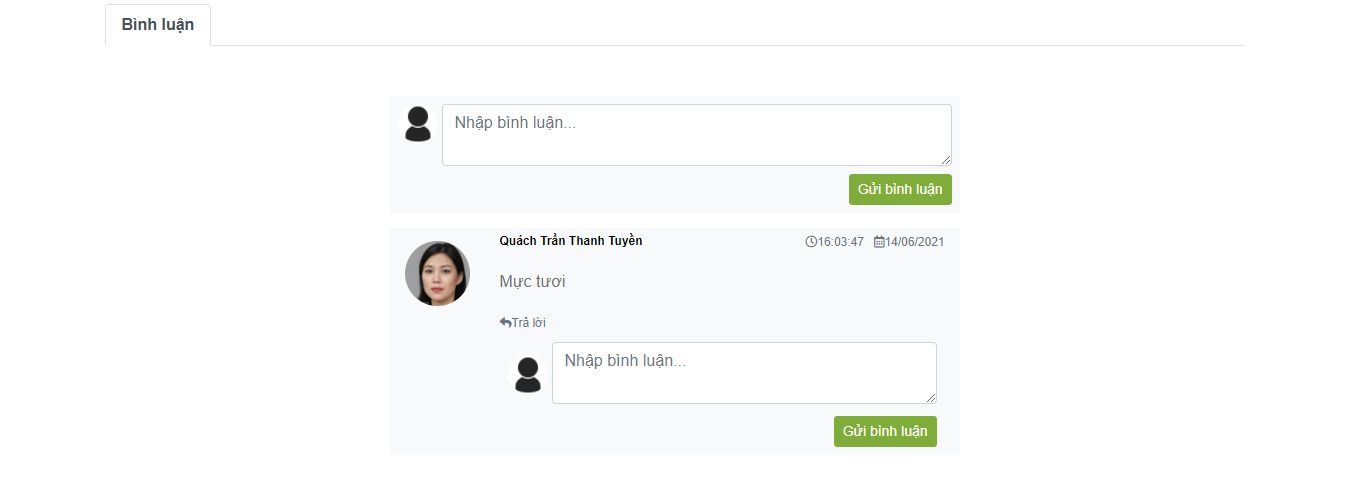 Bình luận
Nhập bình luận...
Gửi bình luận
Quách Trần Thanh Tuyền 16:03:47 14/06/2021
Mực tươi
Trả lời
Nhập bình luận...
Gửi bình luận